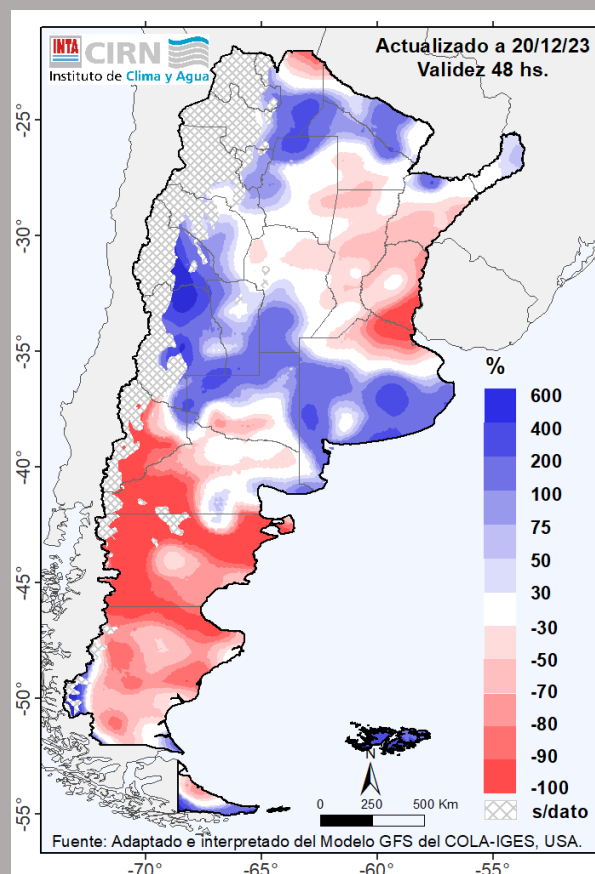 INTA CIRN
Instituto de Clima y Agua
Actualizado a 20/12/23
Validez 48 hs.
-25°
-30°
-35°
-40°
-45°
-50°
-55°
%
600
400
200
100
75
50
30
-30
-50
-70
-80
-90
-100
s/dato
N
0 250 500 Km
Fuente: Adaptado e interpretado del Modelo GFS del COLA-IGES, USA.
-70° -65° -60° -55°